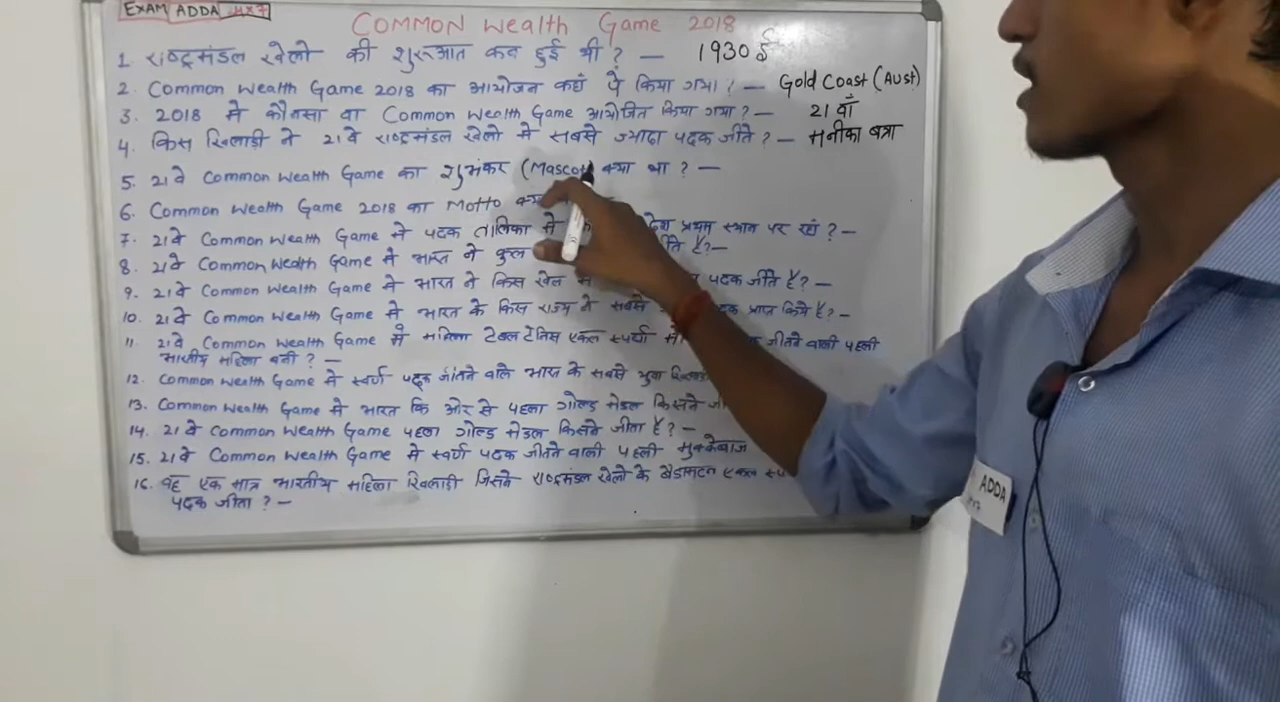 EXAM ADDA 4x7
COMMON Wealth Game 2018
1. राष्ट्रमंडल खेलो की शुरूआत कब हुई थी ? – 1930 ई
2. Common Wealth Game 2018 का आयोजन कहाँ पे किया गया ? – Gold Coast (Aust)
3. 2018 मे कौनसा वा Common Wealth Game आयोजित किया गया ? – 21 वाँ
4. किस खिलाड़ी ने 21 वे राष्ट्रमंडल खेलो मे सबसे ज्यादा पदक जीते ? – मनीका बत्रा
5. 21 वे Common Wealth Game का शुभंकर (Mascot क्या था ? –
6. Common Wealth Game 2018 का Motto
7. 21 वे Common Wealth Game मे पदक तालिका मे देश प्रथम स्थान पर रहाँ ? –
8. 21 वे Common Wealth Game मे भारत ने कुल जीते है? –
9. 21 वे Common Wealth Game मे भारत ने किस खेल मे पदक जीते है ? –
10. 21 वे Common Wealth Game मे भारत के किस राज्य ने सबसे पदक प्राप्त किये है ? –
11. 21 वे Common Wealth Game मे महिला टेबल टेनिस एकल स्पर्धा मे जीतने वाली पहली
भारतीय महिला बनी ? –
12. Common Wealth Game मे स्वर्ण पदक जीतने वाले भारत के सबसे युवा
13. Common Wealth Game मे भारत कि ओर से पहला गोल्ड मेडल किसने
14. 21 वे Common Wealth Game पहला गोल्ड मेडल किसने जीता है ? –
15. 21 वे Common Wealth Game मे स्वर्ण पदक जीतने वाली पहली मुक्केबाज
16. वह एक मात्र भारतीय महिला खिलाड़ी जिसने राष्ट्रमंडल खेलो के बैडमिंटन एकल
पदक जीता ? –
ADDA